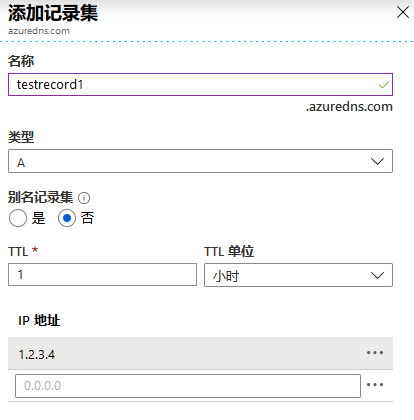 添加记录集
azuredns.com
名称
testrecord1
.azuredns.com
类型
A
别名记录集
是 否
TTL * TTL 单位
1 小时
IP 地址
1.2.3.4
0.0.0.0